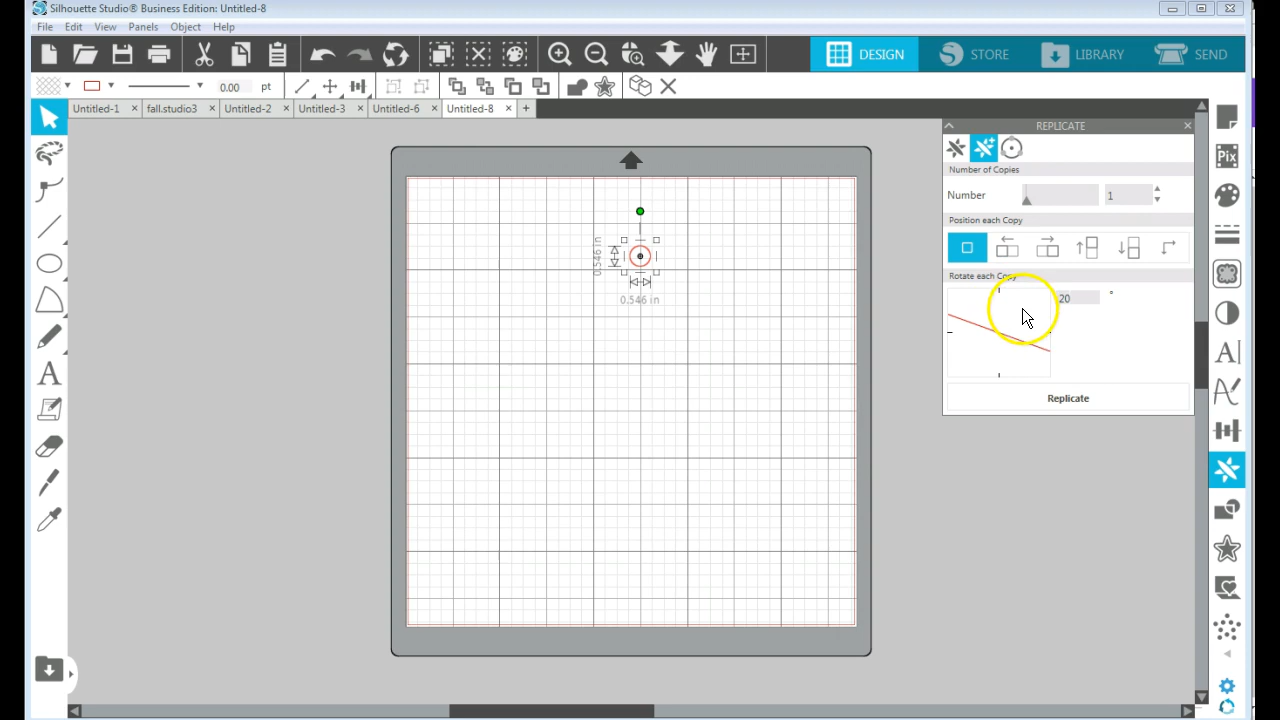 Silhouette Studio® Business Edition: Untitled-8
File Edit View Panels Object Help
DESIGN STORE LIBRARY SEND
0.00 pt
Untitled-1 fall.studio3 Untitled-2 Untitled-3 Untitled-6 Untitled-8
REPLICATE
Pix
Number of Copies
Number 1
Position each Copy
Rotate each Copy
20 °
0.546 in
0.546 in
Replicate